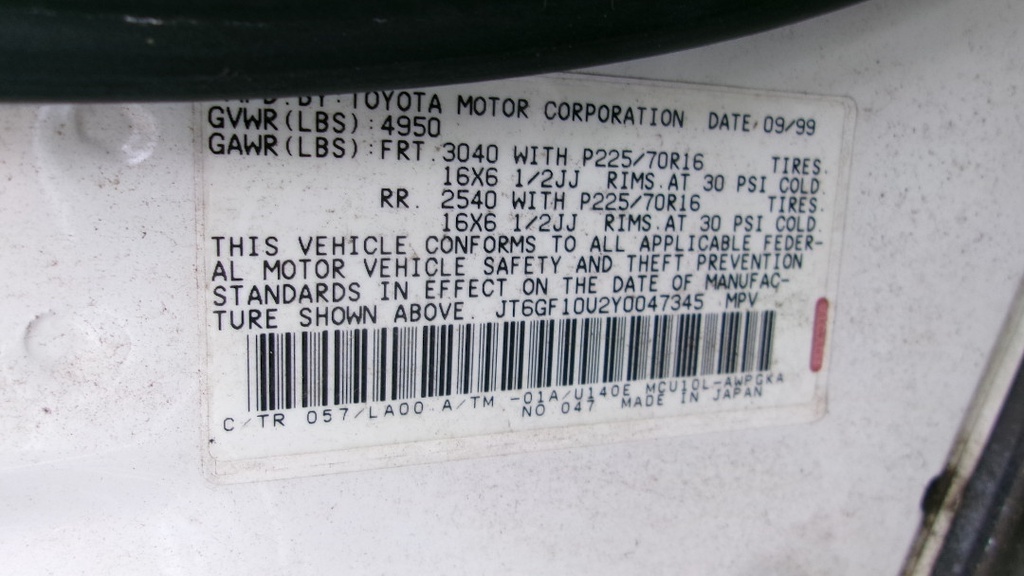 MFD. BY: TOYOTA MOTOR CORPORATION DATE: 09/99
GVWR(LBS):4950
GAWR(LBS):FRT. 3040 WITH P225/70R16 TIRES.
16X6 1/2JJ RIMS.AT 30 PSI COLD.
RR. 2540 WITH P225/70R16 TIRES.
16X6 1/2JJ RIMS.AT 30 PSI COLD.
THIS VEHICLE CONFORMS TO ALL APPLICABLE FEDER-
AL MOTOR VEHICLE SAFETY AND THEFT PREVENTION
STANDARDS IN EFFECT ON THE DATE OF MANUFAC-
TURE SHOWN ABOVE. JT6GF10U2Y0047345 MPV
C/TR 057/LA00 A/TM -01A/U140E MCU10L-AWPGKA
NO 047 MADE IN JAPAN